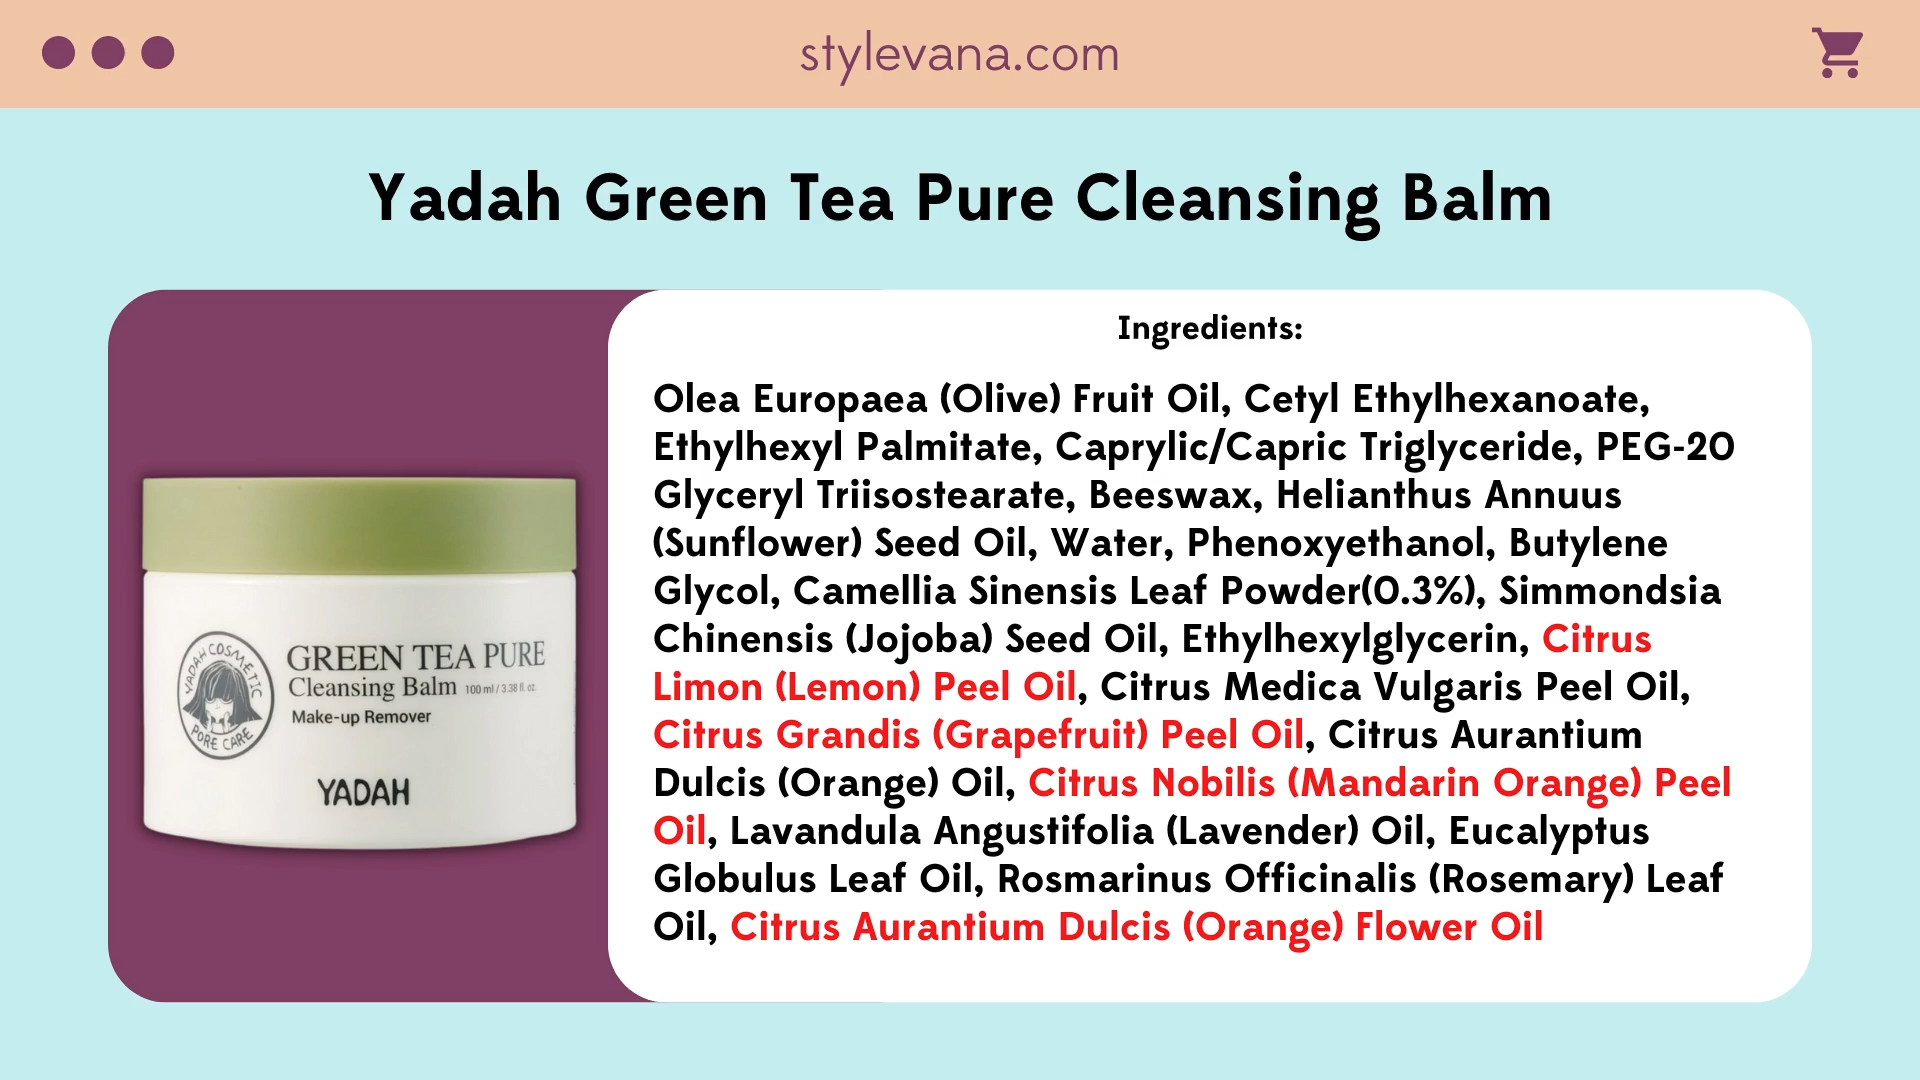 stylevana.com
Yadah Green Tea Pure Cleansing Balm
Ingredients:
Olea Europaea (Olive) Fruit Oil, Cetyl Ethylhexanoate,
Ethylhexyl Palmitate, Caprylic/Capric Triglyceride, PEG-20
Glyceryl Triisostearate, Beeswax, Helianthus Annuus
(Sunflower) Seed Oil, Water, Phenoxyethanol, Butylene
Glycol, Camellia Sinensis Leaf Powder(0.3%), Simmondsia
Chinensis (Jojoba) Seed Oil, Ethylhexylglycerin, Citrus
Limon (Lemon) Peel Oil, Citrus Medica Vulgaris Peel Oil,
Citrus Grandis (Grapefruit) Peel Oil, Citrus Aurantium
Dulcis (Orange) Oil, Citrus Nobilis (Mandarin Orange) Peel
Oil, Lavandula Angustifolia (Lavender) Oil, Eucalyptus
Globulus Leaf Oil, Rosmarinus Officinalis (Rosemary) Leaf
Oil, Citrus Aurantium Dulcis (Orange) Flower Oil
YADAH COSMETIC
PORE CARE
GREEN TEA PURE
Cleansing Balm 100 ml / 3.38 fl. oz.
Make-up Remover
YADAH